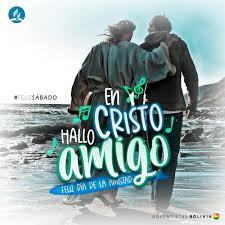 #FELIZSÁBADO
EN
CRISTO
HALLO
amigo
FELIZ DÍA DE LA AMISTAD
ADVENTISTAS BOLIVIA